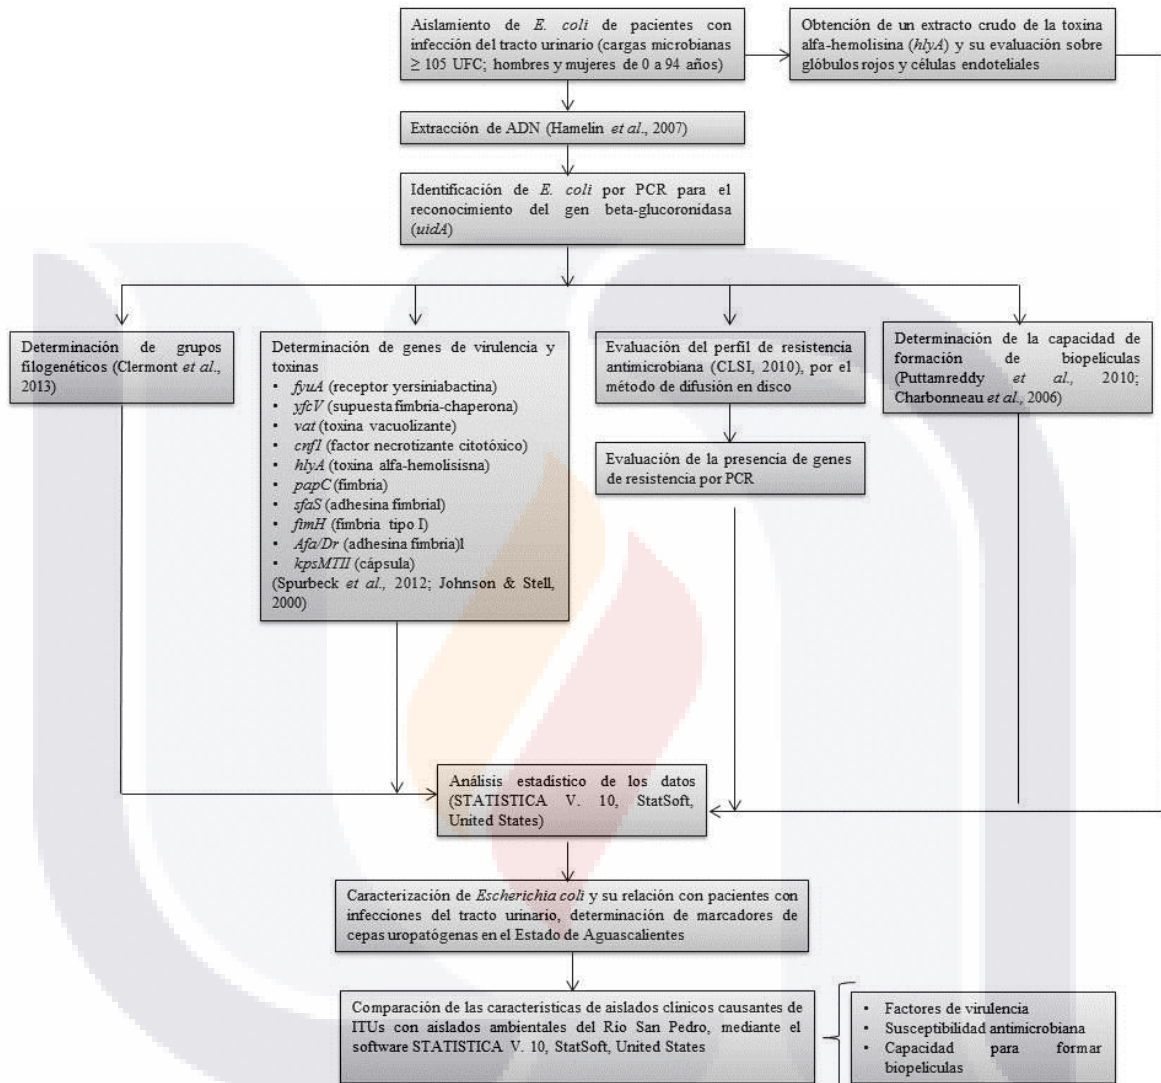 Aislamiento de E. coli de pacientes con
infección del tracto urinario (cargas microbianas
≥ 105 UFC; hombres y mujeres de 0 a 94 años)
Obtención de un extracto crudo de la toxina
alfa-hemolisina (hlyA) y su evaluación sobre
glóbulos rojos y células endoteliales
Extracción de ADN (Hamelin et al., 2007)
Identificación de E. coli por PCR para el
reconocimiento del gen beta-glucoronidasa
(uidA)
Determinación de grupos
filogenéticos (Clermont et al.,
2013)
Determinación de genes de virulencia y
toxinas
• fyuA (receptor yersiniabactina)
• yfcV (supuesta fimbria-chaperona)
• vat (toxina vacuolizante)
• cnf1 (factor necrotizante citotóxico)
• hlyA (toxina alfa-hemolisisna)
• papC (fimbria)
• sfaS (adhesina fimbrial)
• fimH (fimbria tipo I)
• Afa/Dr (adhesina fimbria)l
• kpsMTII (cápsula)
(Spurbeck et al., 2012; Johnson & Stell,
2000)
Evaluación del perfil de resistencia
antimicrobiana (CLSI, 2010), por el
método de difusión en disco
Evaluación de la presencia de genes
de resistencia por PCR
Determinación de la capacidad de
formación de biopelículas
(Puttamreddy et al., 2010;
Charbonneau et al., 2006)
Análisis estadístico de los datos
(STATISTICA V. 10, StatSoft,
United States)
Caracterización de Escherichia coli y su relación con pacientes con
infecciones del tracto urinario, determinación de marcadores de
cepas uropatógenas en el Estado de Aguascalientes
Comparación de las características de aislados clínicos causantes de
ITUs con aislados ambientales del Río San Pedro, mediante el
software STATISTICA V. 10, StatSoft, United States
• Factores de virulencia
• Susceptibilidad antimicrobiana
• Capacidad para formar
biopelículas